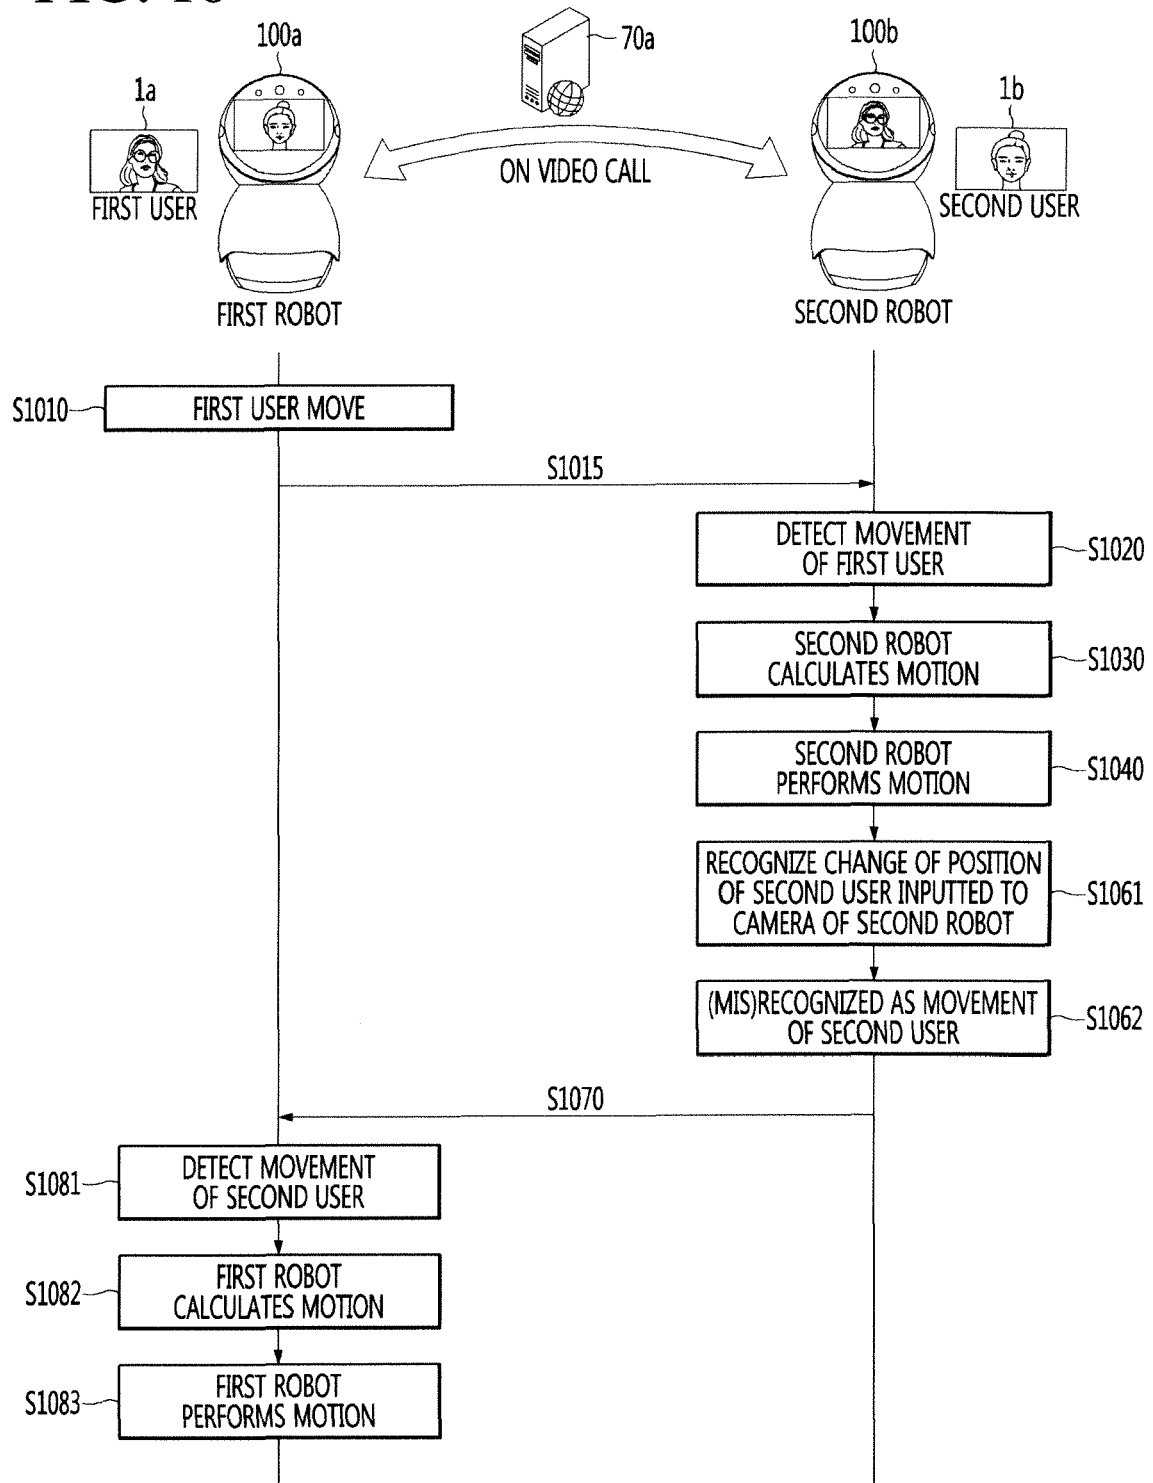 100a
70a
100b
1a
1b
ON VIDEO CALL
FIRST USER
SECOND USER
FIRST ROBOT
SECOND ROBOT
S1010
FIRST USER MOVE
S1015
DETECT MOVEMENT
OF FIRST USER
S1020
SECOND ROBOT
CALCULATES MOTION
S1030
SECOND ROBOT
PERFORMS MOTION
S1040
RECOGNIZE CHANGE OF POSITION
OF SECOND USER INPUTTED TO
CAMERA OF SECOND ROBOT
S1061
(MIS)RECOGNIZED AS MOVEMENT
OF SECOND USER
S1062
S1070
S1081
DETECT MOVEMENT
OF SECOND USER
S1082
FIRST ROBOT
CALCULATES MOTION
S1083
FIRST ROBOT
PERFORMS MOTION